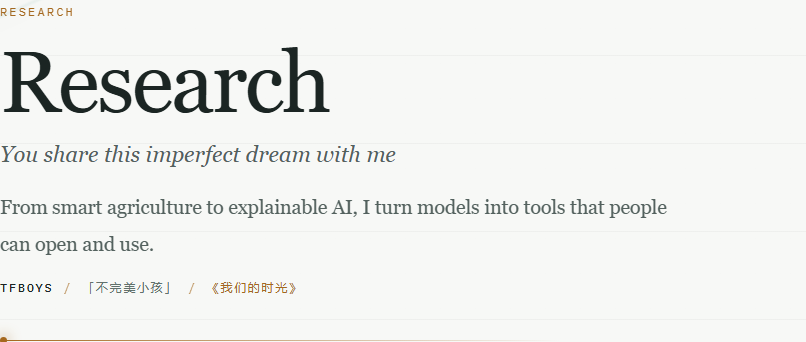 RESEARCH
Research
You share this imperfect dream with me
From smart agriculture to explainable AI, I turn models into tools that people
can open and use.
TFBOYS / 「不完美小孩」 / 《我们的时光》